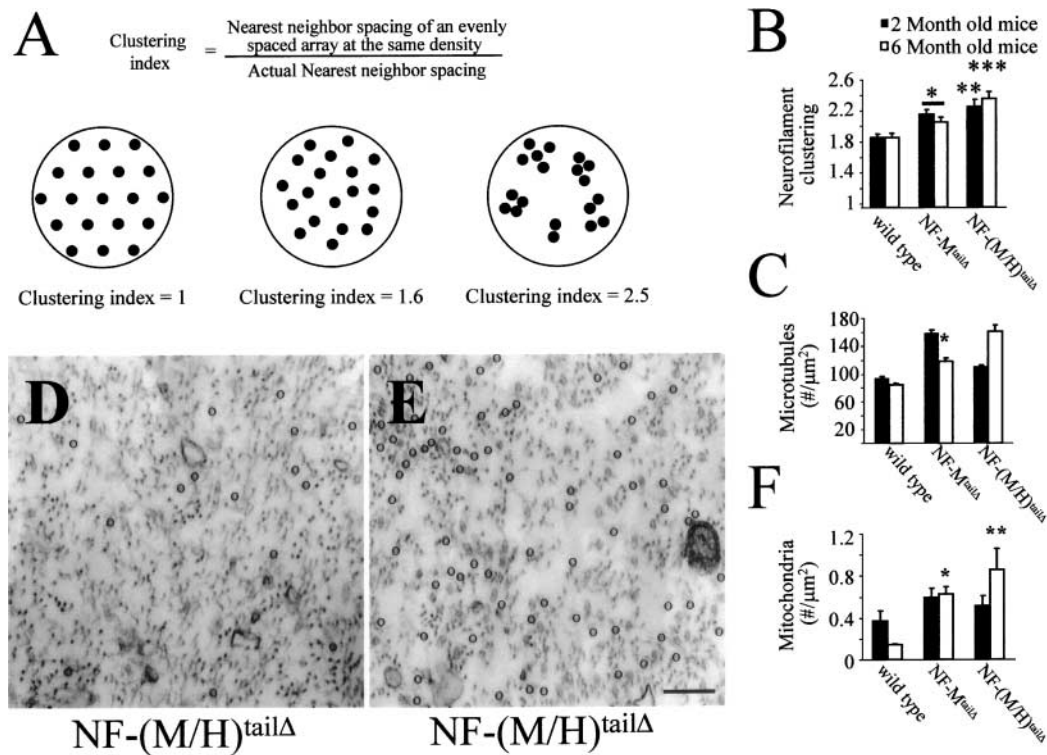 A
Clustering index = Nearest neighbor spacing of an evenly spaced array at the same density / Actual Nearest neighbor spacing
Clustering index = 1
Clustering index = 1.6
Clustering index = 2.5
B
2 Month old mice
6 Month old mice
* ** ***
Neurofilament clustering
2.6
2.2
1.8
1.4
1
wild type
NF-M^tailΔ
NF-(M/H)^tailΔ
C
*
Microtubules (#/μm²)
180
140
100
60
20
wild type
NF-M^tailΔ
NF-(M/H)^tailΔ
D
NF-(M/H)^tailΔ
E
NF-(M/H)^tailΔ
F
* **
Mitochondria (#/μm²)
1.2
0.8
0.4
0
wild type
NF-M^tailΔ
NF-(M/H)^tailΔ